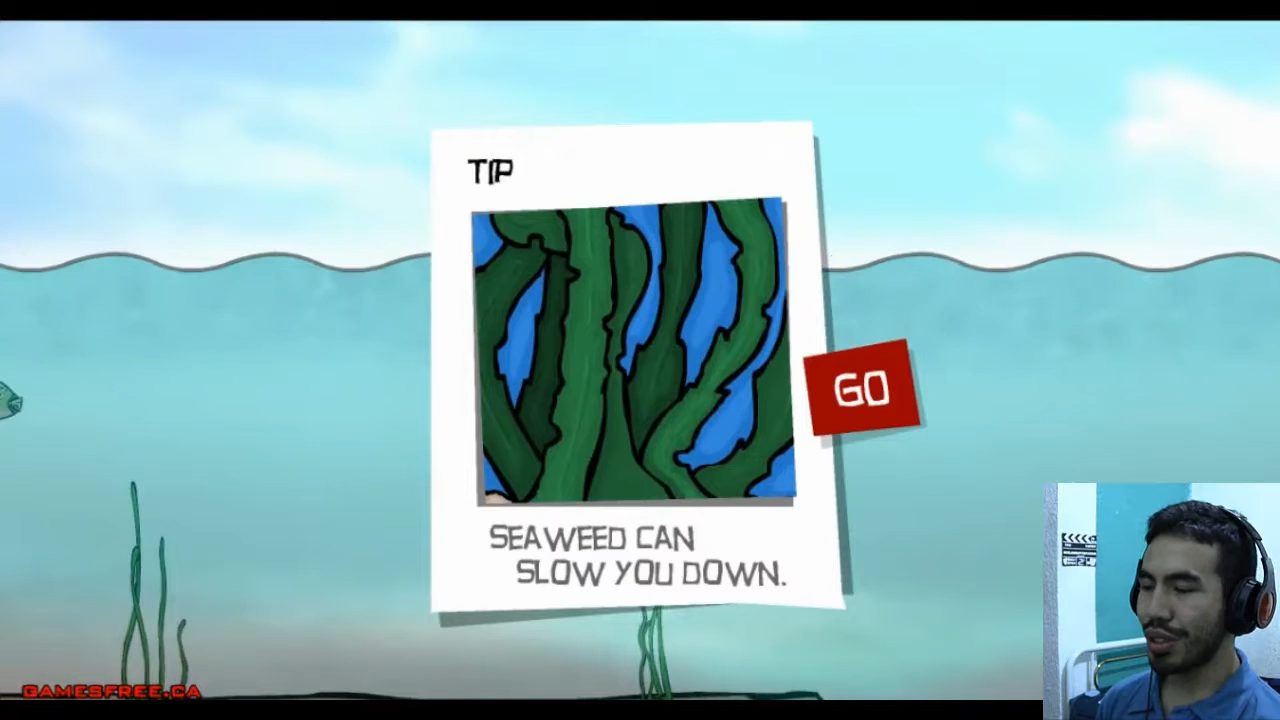 TIP
GO
SEAWEED CAN
SLOW YOU DOWN.
GAMESFREE.CA